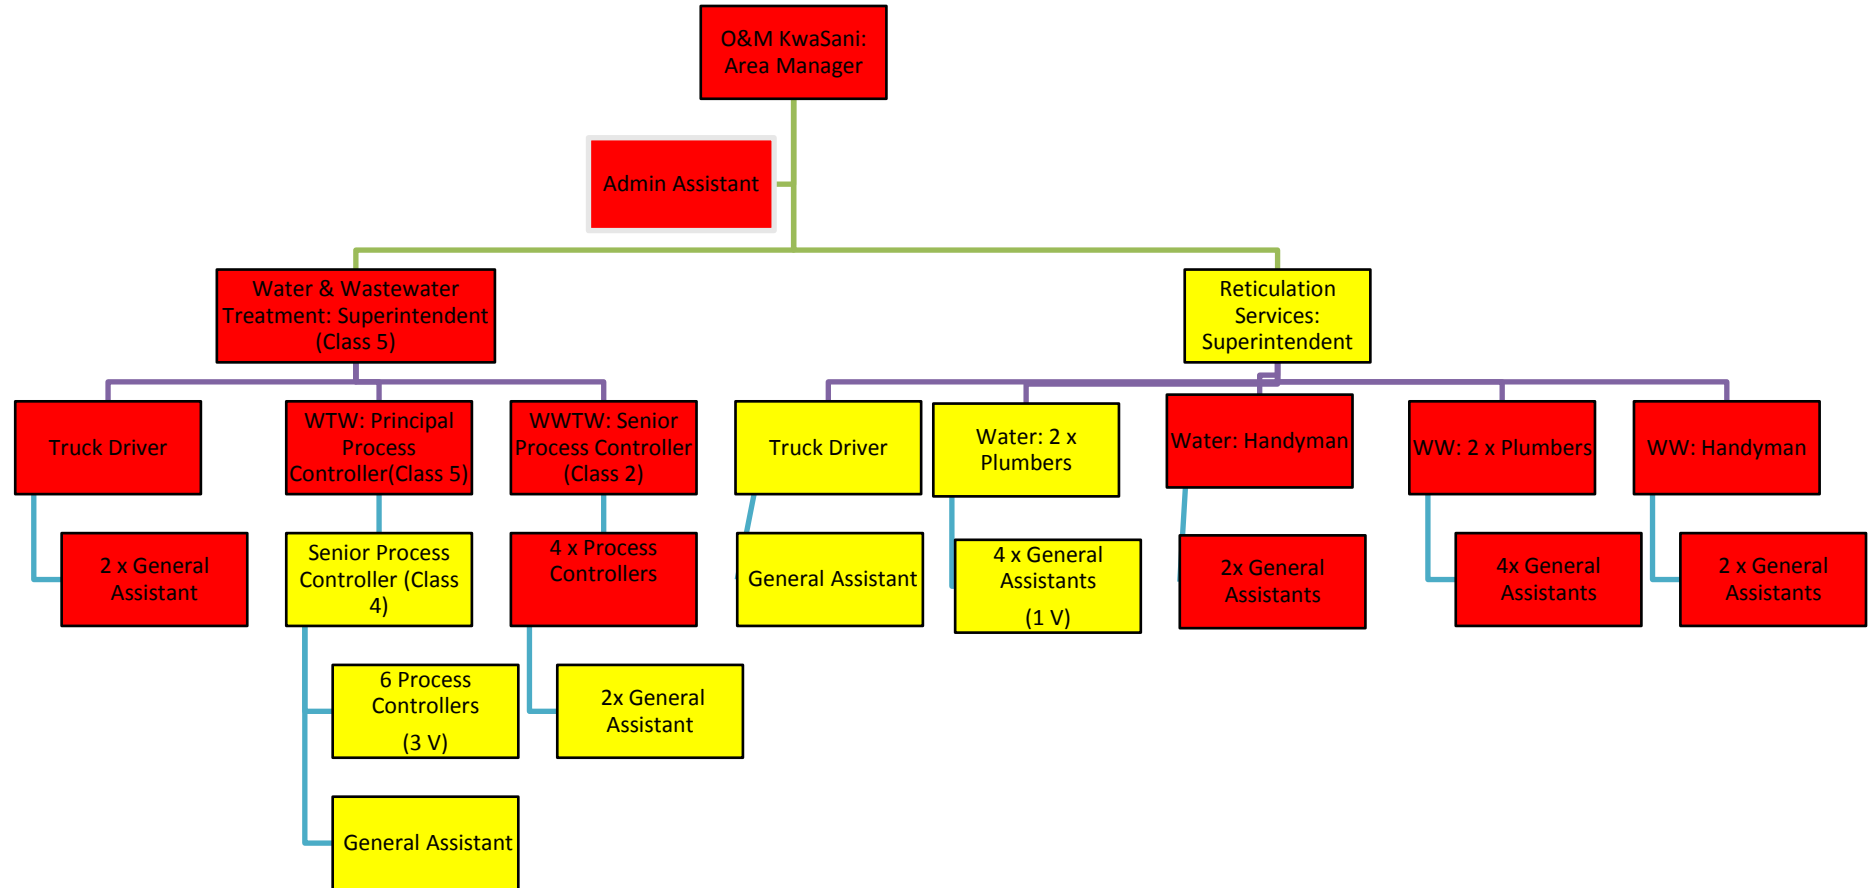 O&M KwaSani:
Area Manager
Admin Assistant
Water & Wastewater
Treatment: Superintendent
(Class 5)
Reticulation
Services:
Superintendent
Truck Driver
WTW: Principal
Process
Controller(Class 5)
WWTW: Senior
Process Controller
(Class 2)
Truck Driver
Water: 2 x
Plumbers
Water: Handyman
WW: 2 x Plumbers
WW: Handyman
2 x General
Assistant
Senior Process
Controller (Class
4)
4 x Process
Controllers
General Assistant
4 x General
Assistants
(1 V)
2x General
Assistants
4x General
Assistants
2 x General
Assistants
6 Process
Controllers
(3 V)
2x General
Assistant
General Assistant